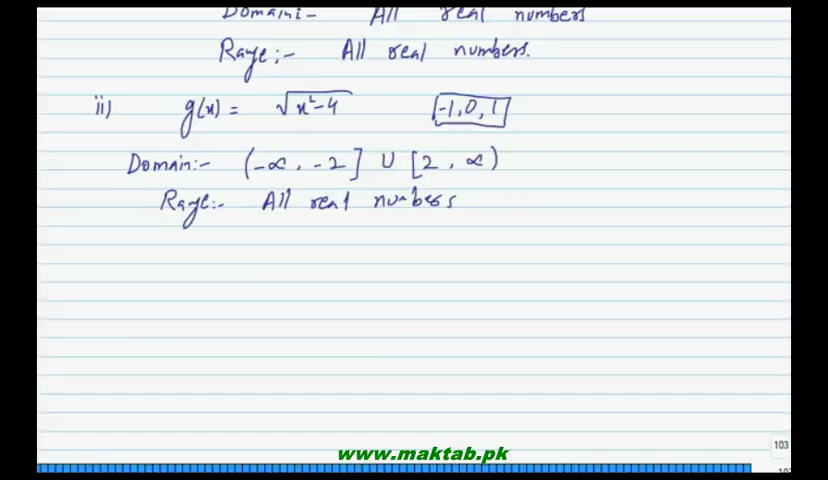 Domain:- All real numbers
Range:- All real numbers.
ii) g(x) = √x²-4 -1, 0, 1
Domain:- (-∞, -2] ∪ [2, ∞)
Range:- All real numbers
103
www.maktab.pk